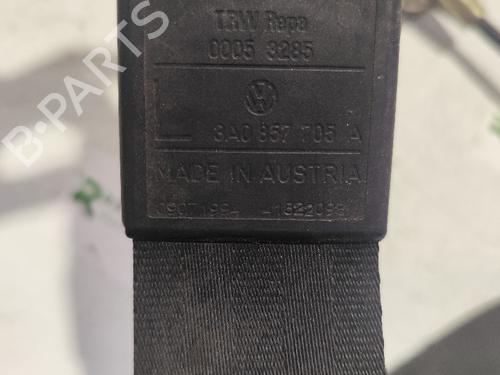 TRW Repa
0005 3285
3A0 857 705 A
MADE IN AUSTRIA
B-PARTS